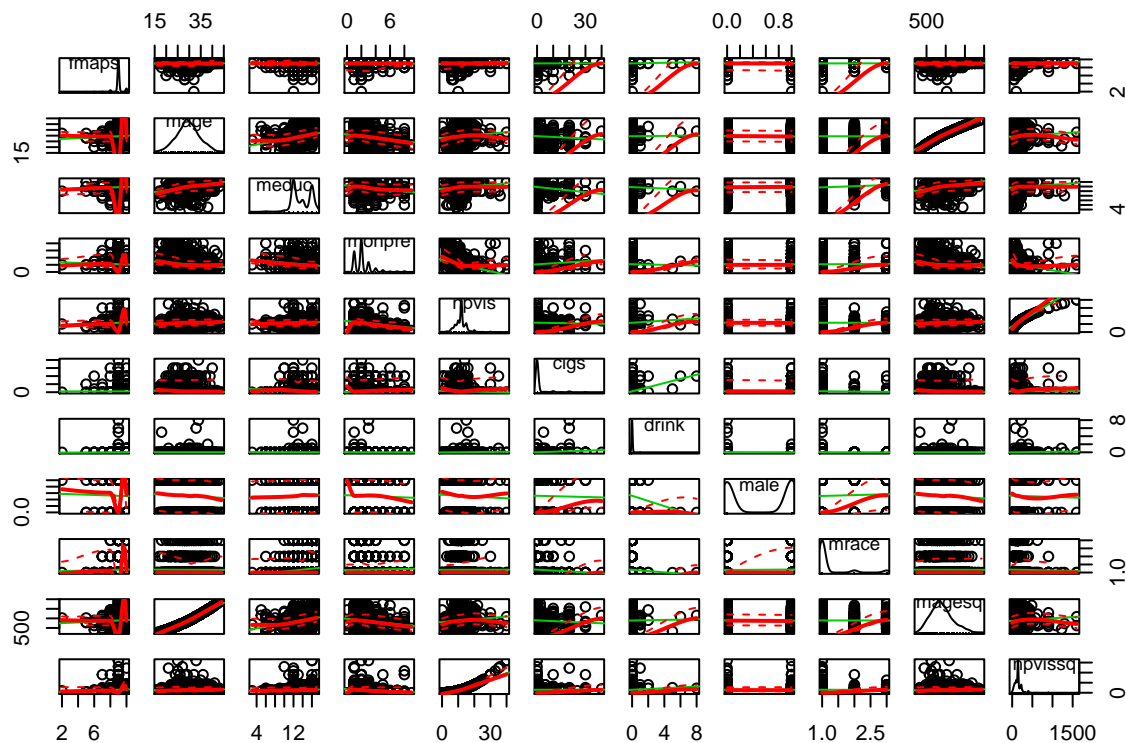 15 35 0 4 8 0 30 0.0 0.8 500
fmaps 2
15 mage
meduc 4
0 monpre
npvis 0
0 cigs
drink 0 8
0.0 male
mrace 1.0
500 magesq
npvissq 0
2 6 4 12 0 30 0 4 8 1.0 2.5 0 1500